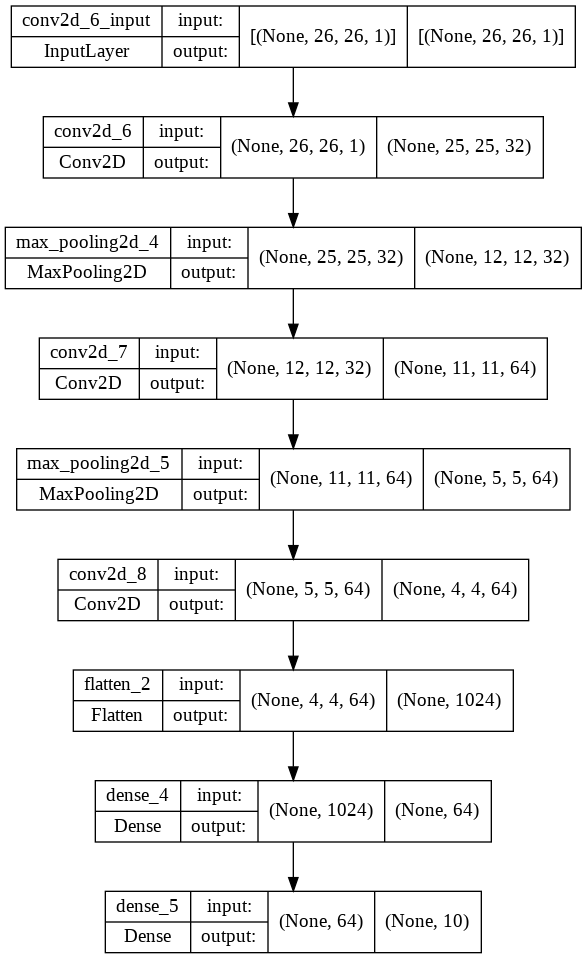 conv2d_6_input input: [(None, 26, 26, 1)] [(None, 26, 26, 1)]
InputLayer output:
conv2d_6 input: (None, 26, 26, 1) (None, 25, 25, 32)
Conv2D output:
max_pooling2d_4 input: (None, 25, 25, 32) (None, 12, 12, 32)
MaxPooling2D output:
conv2d_7 input: (None, 12, 12, 32) (None, 11, 11, 64)
Conv2D output:
max_pooling2d_5 input: (None, 11, 11, 64) (None, 5, 5, 64)
MaxPooling2D output:
conv2d_8 input: (None, 5, 5, 64) (None, 4, 4, 64)
Conv2D output:
flatten_2 input: (None, 4, 4, 64) (None, 1024)
Flatten output:
dense_4 input: (None, 1024) (None, 64)
Dense output:
dense_5 input: (None, 64) (None, 10)
Dense output: